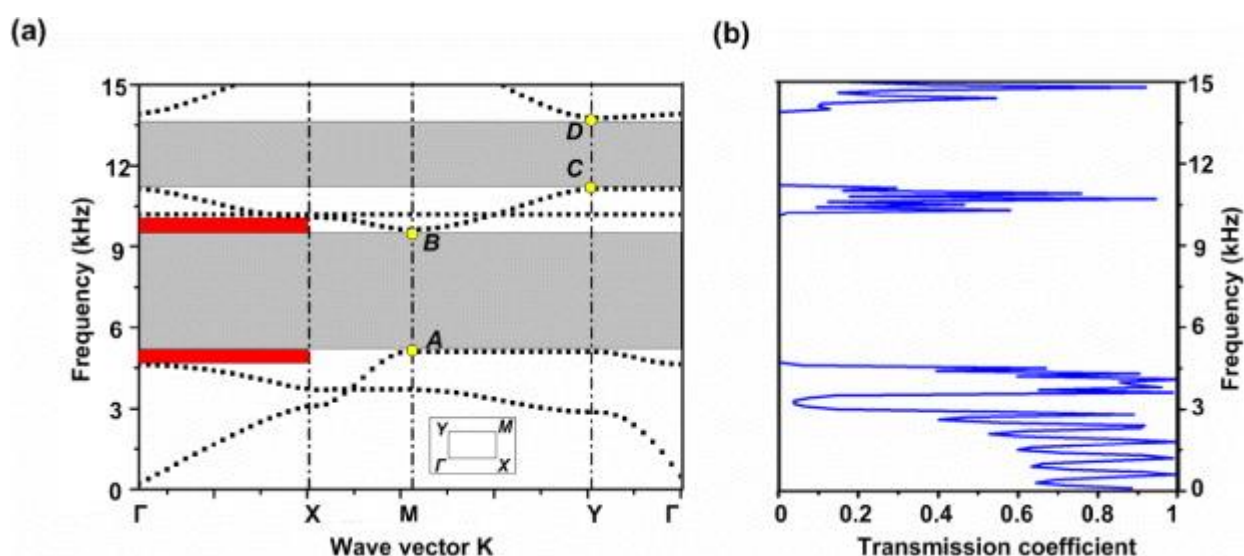 (a)
Frequency (kHz)
15
12
9
6
3
0
D
C
B
A
Y M
Γ X
Γ X M Y Γ
Wave vector K
(b)
15
12
9
6
3
0
Frequency (kHz)
0 0.2 0.4 0.6 0.8 1
Transmission coefficient